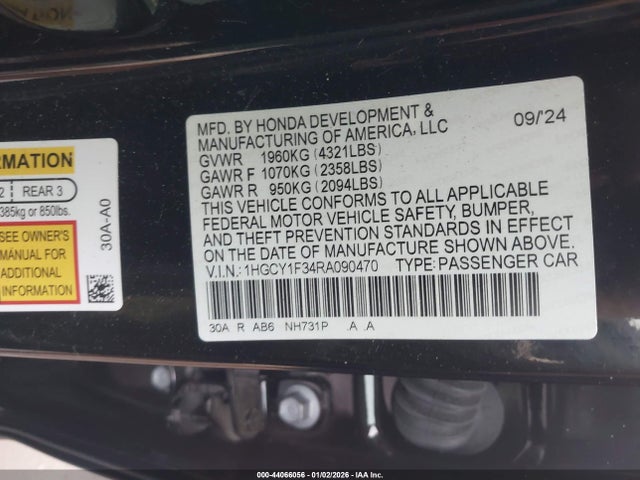 RMATION
2 REAR 3
385kg or 850lbs.
SEE OWNER'S
MANUAL FOR
ADDITIONAL
INFORMATION
30A-A0
MFD. BY HONDA DEVELOPMENT &
MANUFACTURING OF AMERICA, LLC 09/'24
GVWR 1960KG (4321LBS)
GAWR F 1070KG (2358LBS)
GAWR R 950KG (2094LBS)
THIS VEHICLE CONFORMS TO ALL APPLICABLE
FEDERAL MOTOR VEHICLE SAFETY, BUMPER,
AND THEFT PREVENTION STANDARDS IN EFFECT
ON THE DATE OF MANUFACTURE SHOWN ABOVE.
V.I.N.: 1HGCY1F34RA090470 TYPE: PASSENGER CAR
30A R AB6 NH731P .A .A
000-44066056 - 01/02/2026 - IAA Inc.